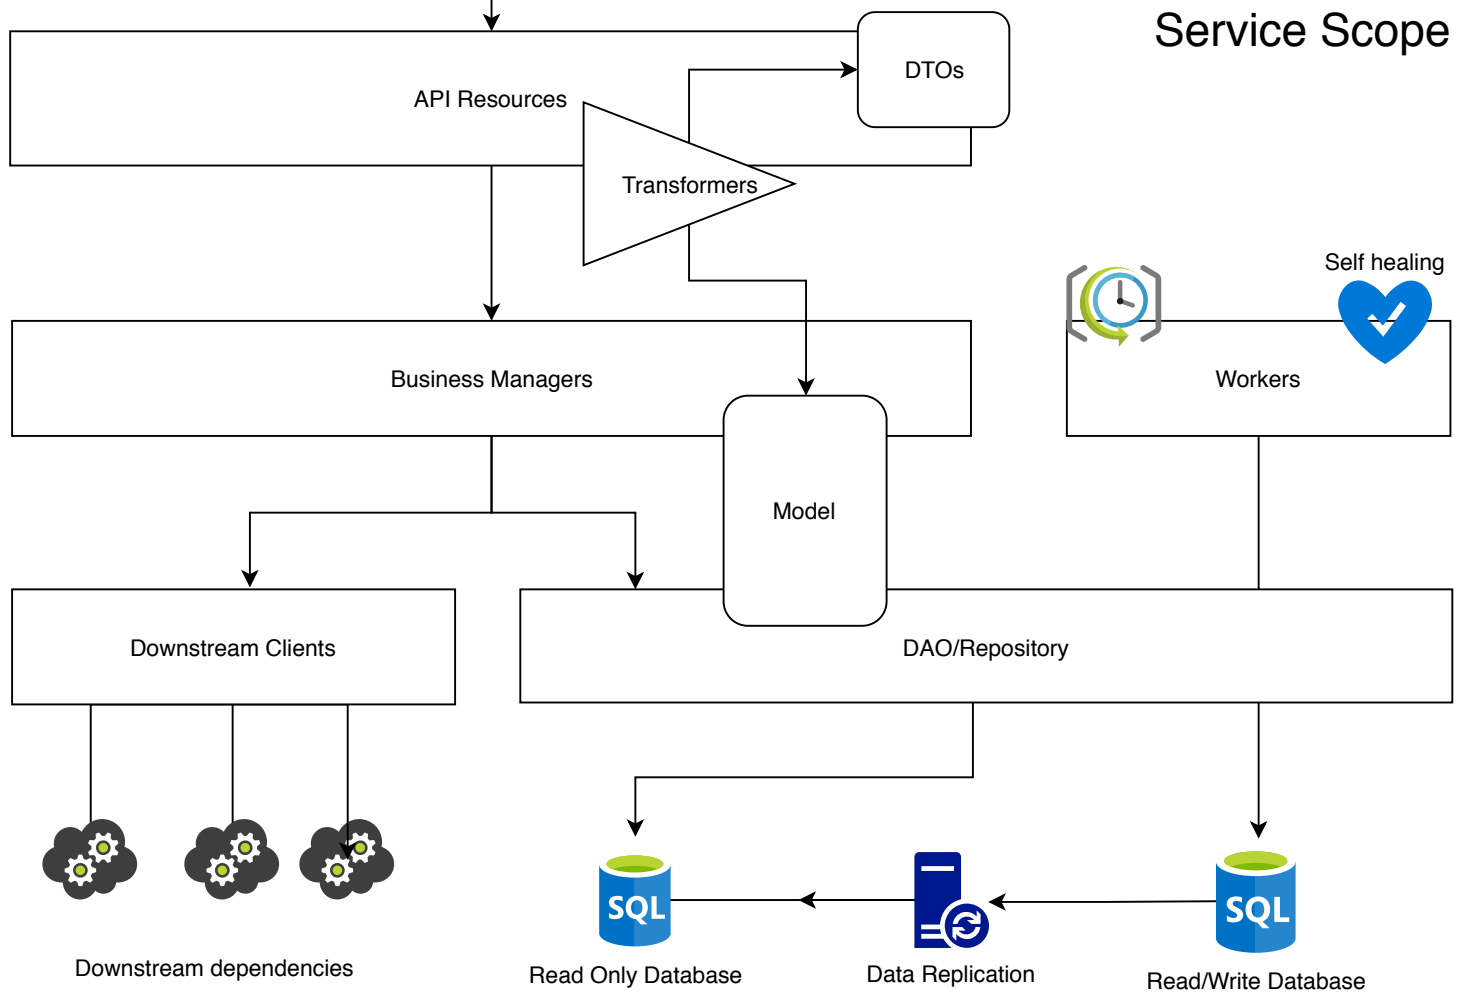 Service Scope
DTOs
API Resources
Transformers
Self healing
Business Managers
Workers
Model
Downstream Clients
DAO/Repository
SQL
SQL
Downstream dependencies
Read Only Database
Data Replication
Read/Write Database